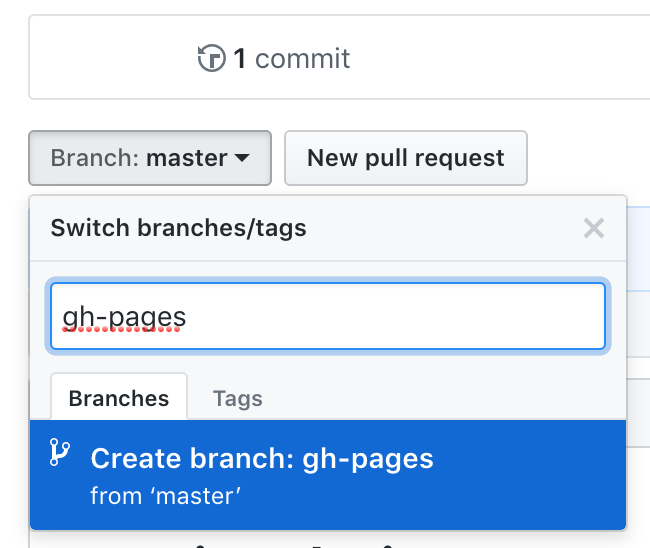 1 commit
Branch: master New pull request
Switch branches/tags
gh-pages
Branches Tags
Create branch: gh-pages
from ‘master’